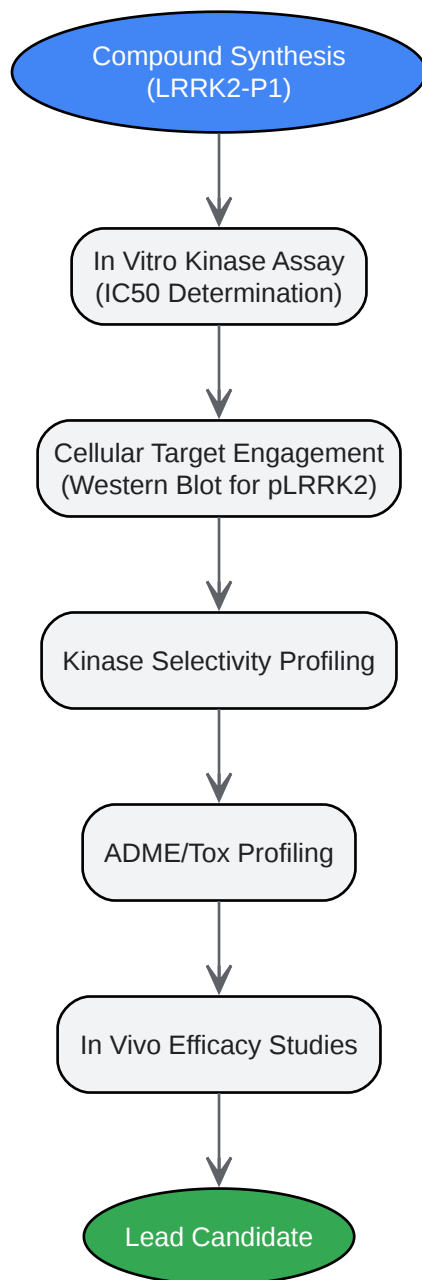 Compound Synthesis
(LRRK2-P1)
In Vitro Kinase Assay
(IC50 Determination)
Cellular Target Engagement
(Western Blot for pLRRK2)
Kinase Selectivity Profiling
ADME/Tox Profiling
In Vivo Efficacy Studies
Lead Candidate